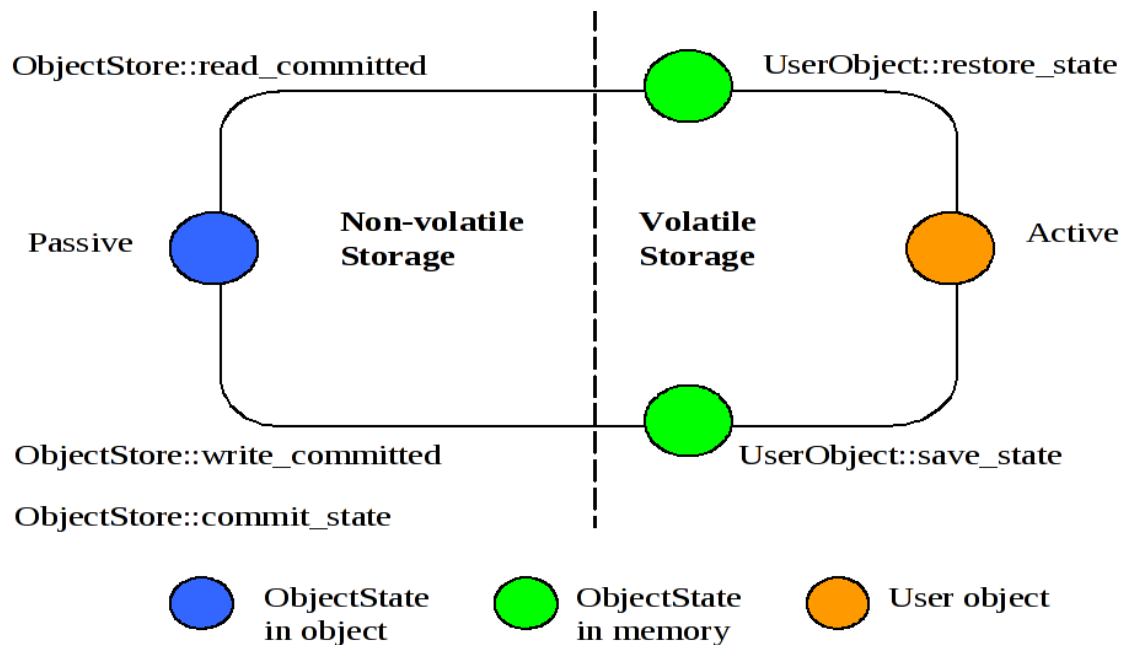 ObjectStore::read_committed
UserObject::restore_state
Non-volatile
Storage
Volatile
Storage
Passive
Active
ObjectStore::write_committed
UserObject::save_state
ObjectStore::commit_state
ObjectState
in object
ObjectState
in memory
User object